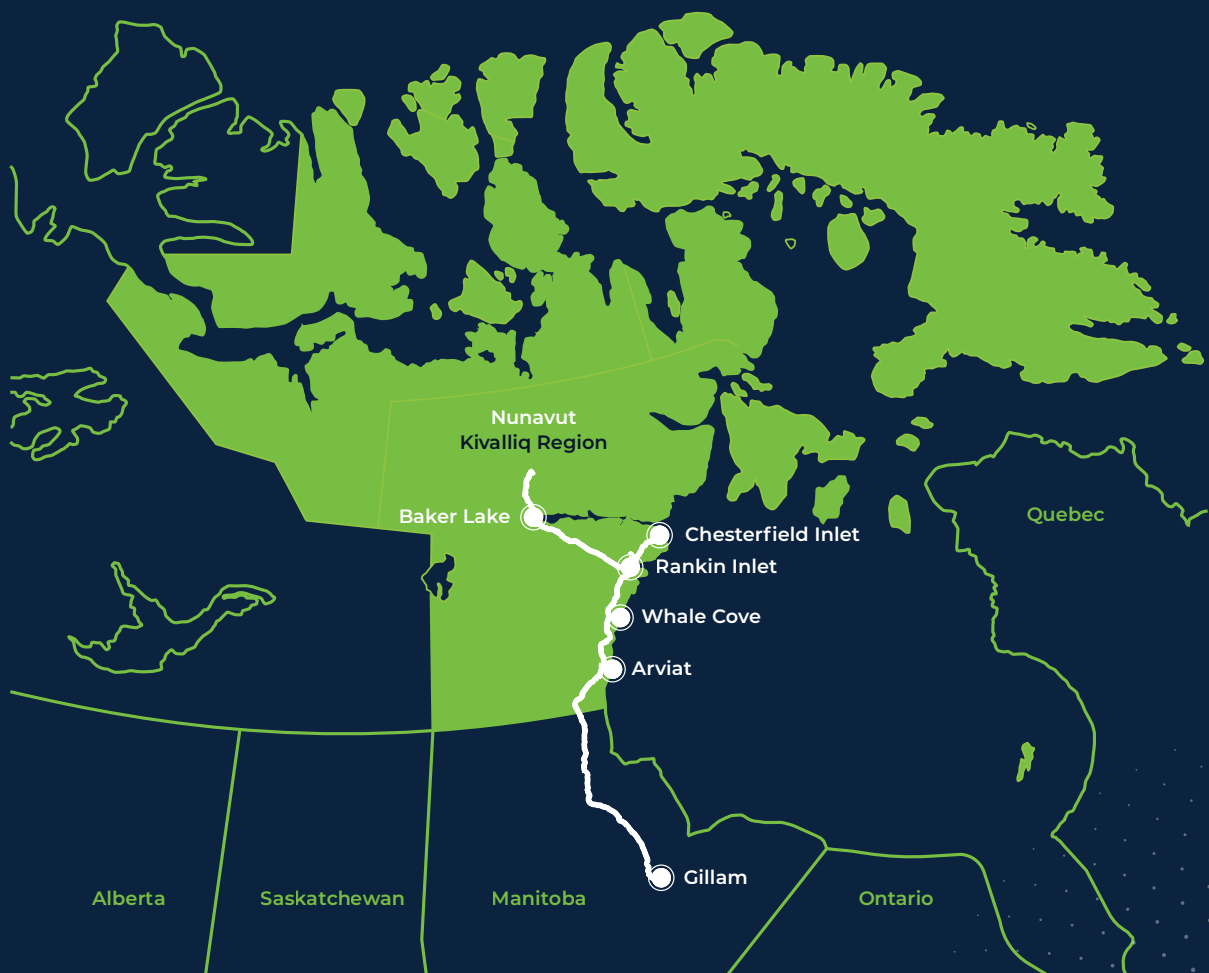 Nunavut
Kivalliq Region
Baker Lake
Chesterfield Inlet
Rankin Inlet
Whale Cove
Arviat
Quebec
Gillam
Alberta
Saskatchewan
Manitoba
Ontario